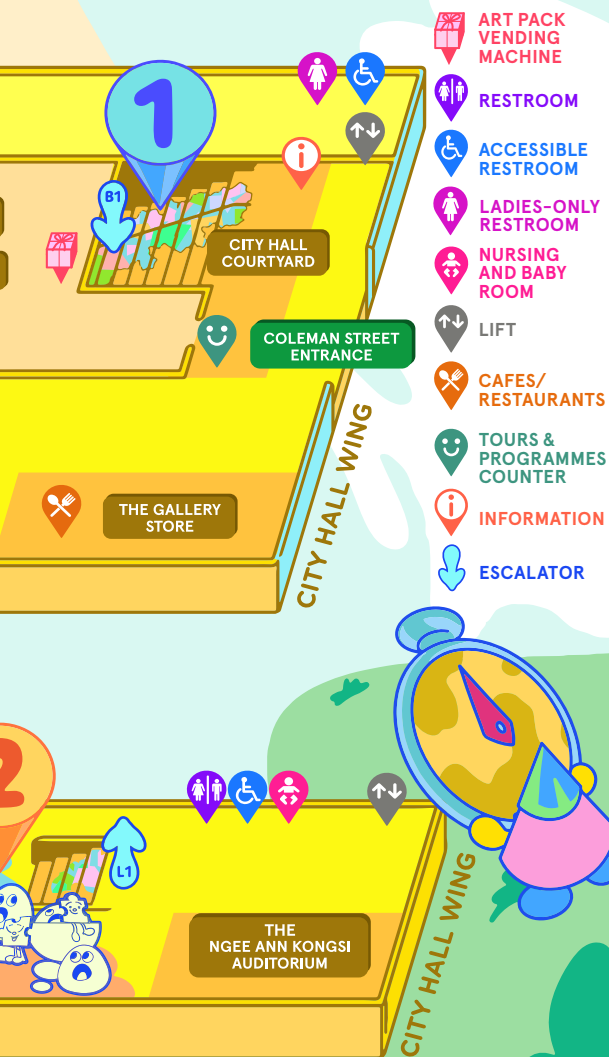 ART PACK
VENDING
MACHINE
RESTROOM
ACCESSIBLE
RESTROOM
LADIES-ONLY
RESTROOM
NURSING
AND BABY
ROOM
LIFT
CAFES/
RESTAURANTS
TOURS &
PROGRAMMES
COUNTER
INFORMATION
ESCALATOR
1
i
i
B1
CITY HALL
COURTYARD
COLEMAN STREET
ENTRANCE
THE GALLERY
STORE
CITY HALL WING
2
L1
THE
NGEE ANN KONGSI
AUDITORIUM
CITY HALL WING